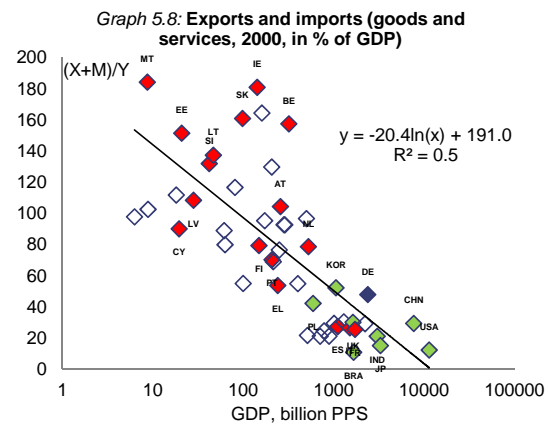 Graph 5.8: Exports and imports (goods and
services, 2000, in % of GDP)
200
(X+M)/Y
MT
IE
180
SK
BE
160
EE
LT
SI
y = -20.4ln(x) + 191.0
R² = 0.5
140
120
AT
100
LV
NL
80
CY
FI
KOR
DE
60
PT
EL
CHN
40
PL
USA
20
ES
UK
FR
IND
JP
BRA
0
1
10
100
1000
10000
100000
GDP, billion PPS